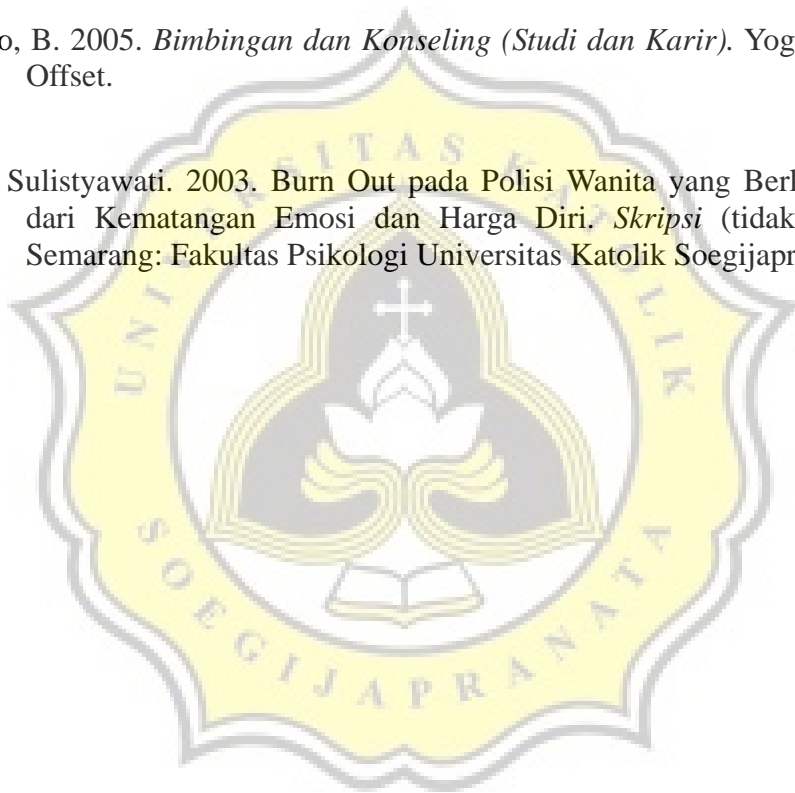 o, B. 2005. Bimbingan dan Konseling (Studi dan Karir). Yog
Offset.
Sulistyawati. 2003. Burn Out pada Polisi Wanita yang Berl
dari Kematangan Emosi dan Harga Diri. Skripsi (tidak
Semarang: Fakultas Psikologi Universitas Katolik Soegijapr
UNIVERSITAS KATOLIK
SOEGIJAPRANATA